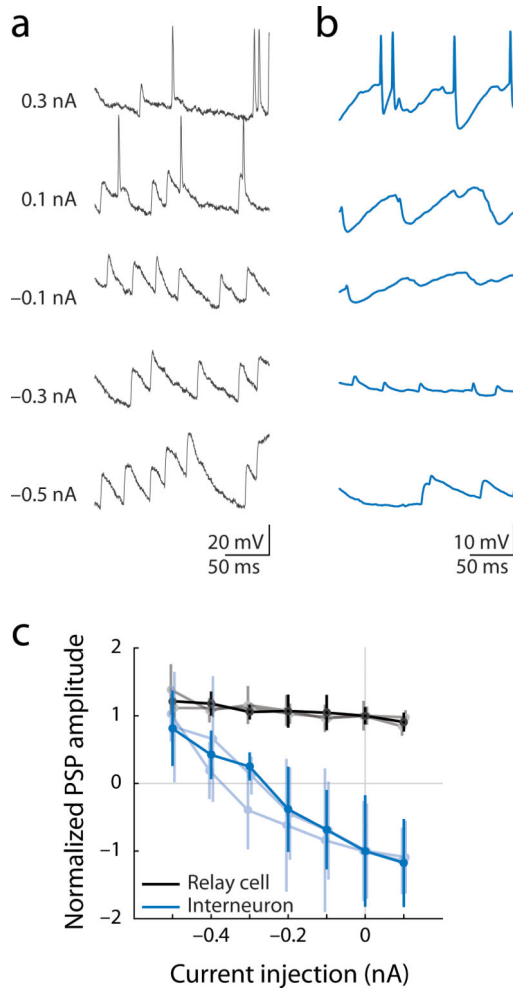 a
b
0.3 nA
0.1 nA
–0.1 nA
–0.3 nA
–0.5 nA
20 mV
50 ms
10 mV
50 ms
c
Normalized PSP amplitude
2
1
0
–1
–2
Relay cell
Interneuron
–0.4
–0.2
0
Current injection (nA)